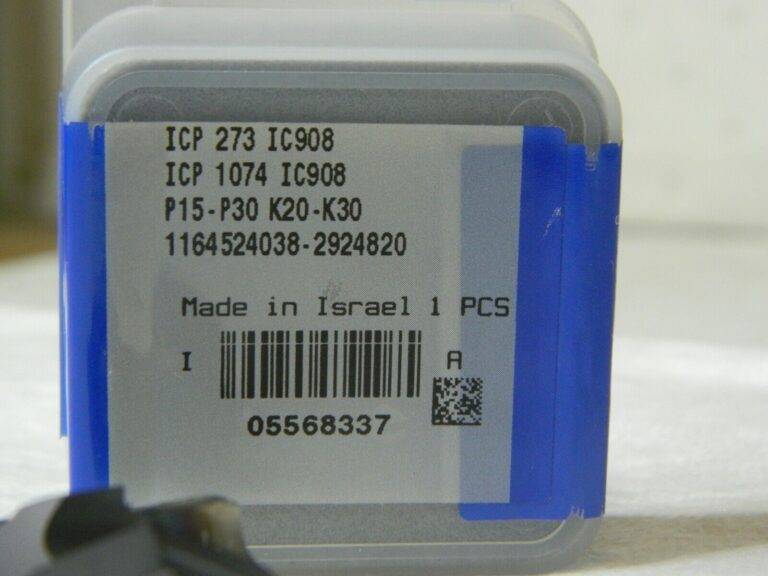 ICP 273 IC908
ICP 1074 IC908
P15-P30 K20-K30
1164524038-2924820
Made in Israel 1 PCS
I A
05568337